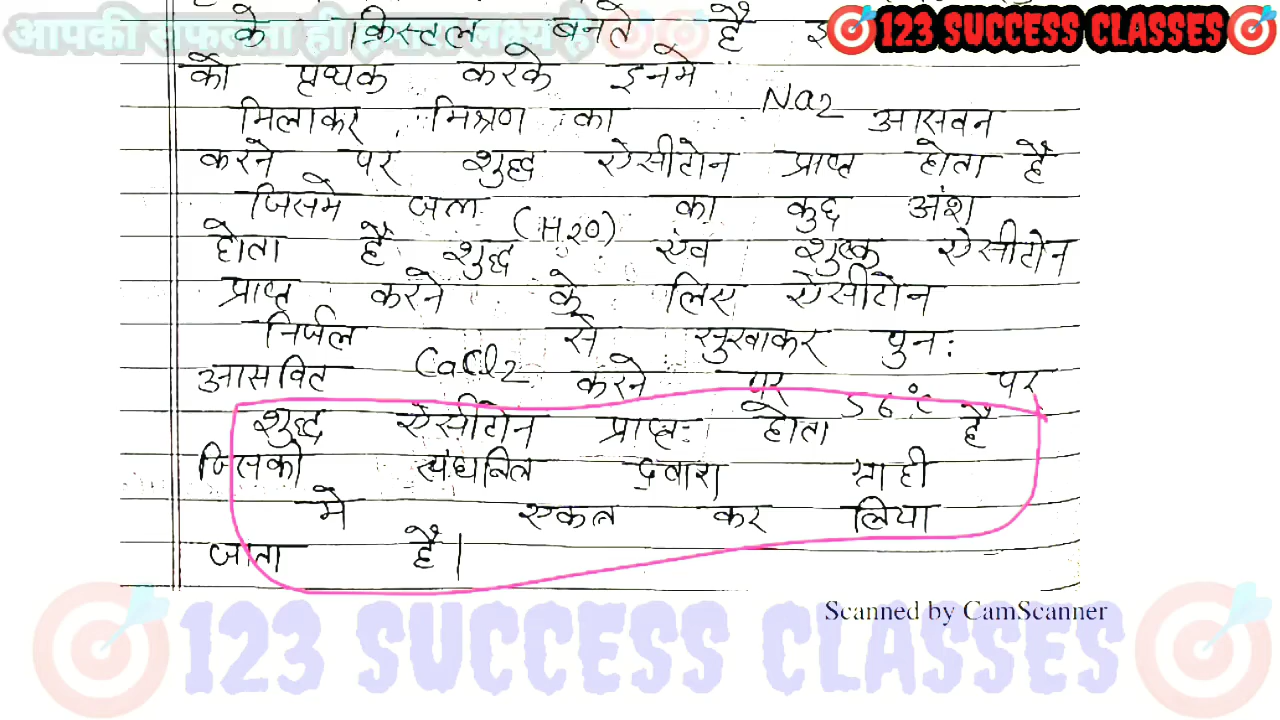 आपकी सफलता ही हमारा लक्ष्य है
123 SUCCESS CLASSES
के क्रिस्टल बनते है
को प्रथक करके इनमे
Na2
मिलाकर मिश्रण का आसवन
करने पर शुद्ध ऐसीटोन प्राप्त होता है
जिसमे जल का कुछ अंश
(H2O)
होता है शुद्ध एंव शुष्क ऐसीटोन
प्राप्त करने के लिए ऐसीटोन
निर्जल से सुखाकर पुनः
CaCl2
आसवित करने पर पर
56°C
शुद्ध ऐसीटोन प्राप्तः होता है
जिसको संघनित द्वारा ग्राही
मे एकत्र कर लिया
जाता है।
Scanned by CamScanner
123 SUCCESS CLASSES